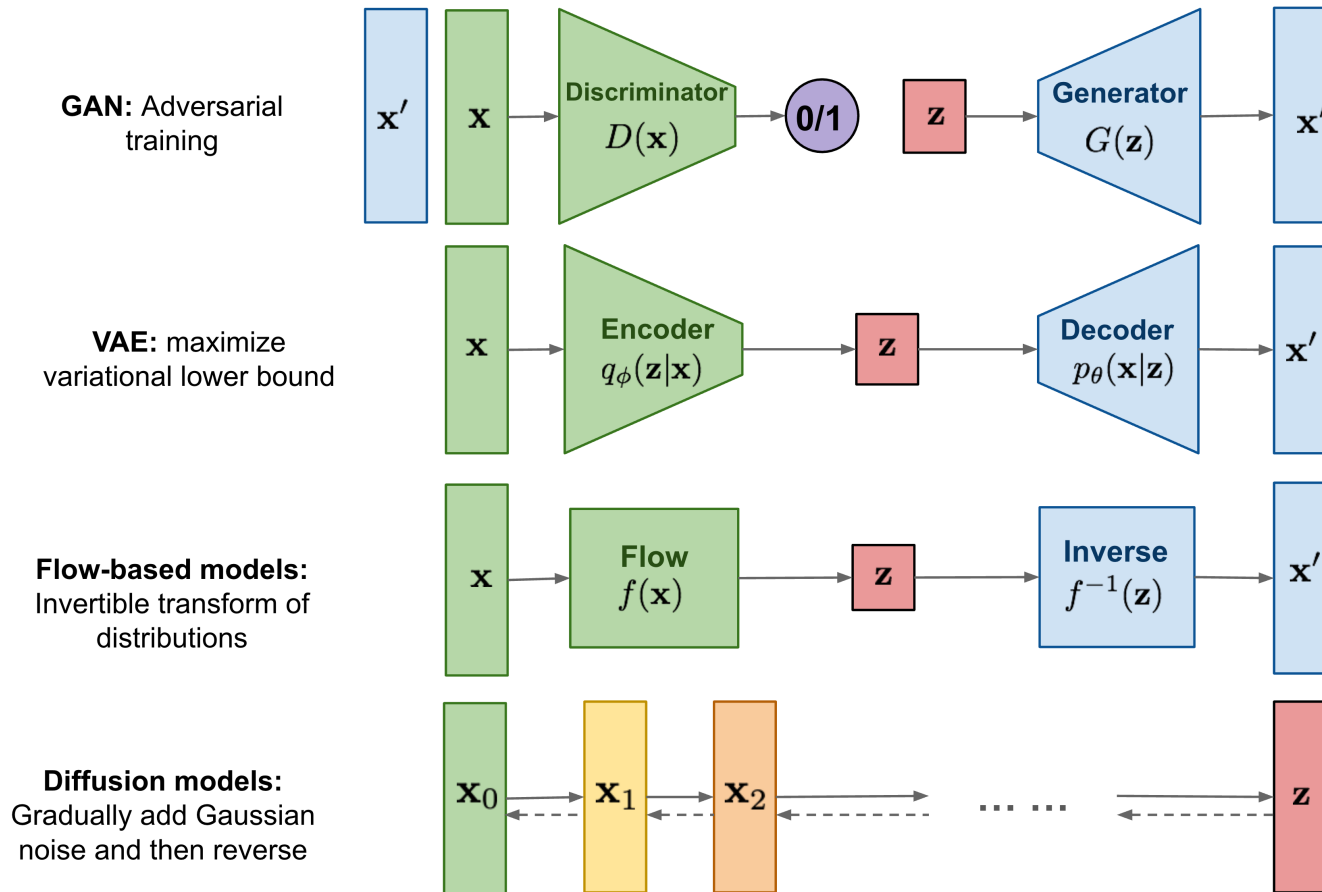 GAN: Adversarial
training
x′
x
Discriminator
D(x)
0/1
z
Generator
G(z)
x′
VAE: maximize
variational lower bound
x
Encoder
qϕ(z|x)
z
Decoder
pθ(x|z)
x′
Flow-based models:
Invertible transform of
distributions
x
Flow
f(x)
z
Inverse
f⁻¹(z)
x′
Diffusion models:
Gradually add Gaussian
noise and then reverse
x₀
x₁
x₂
... ...
z